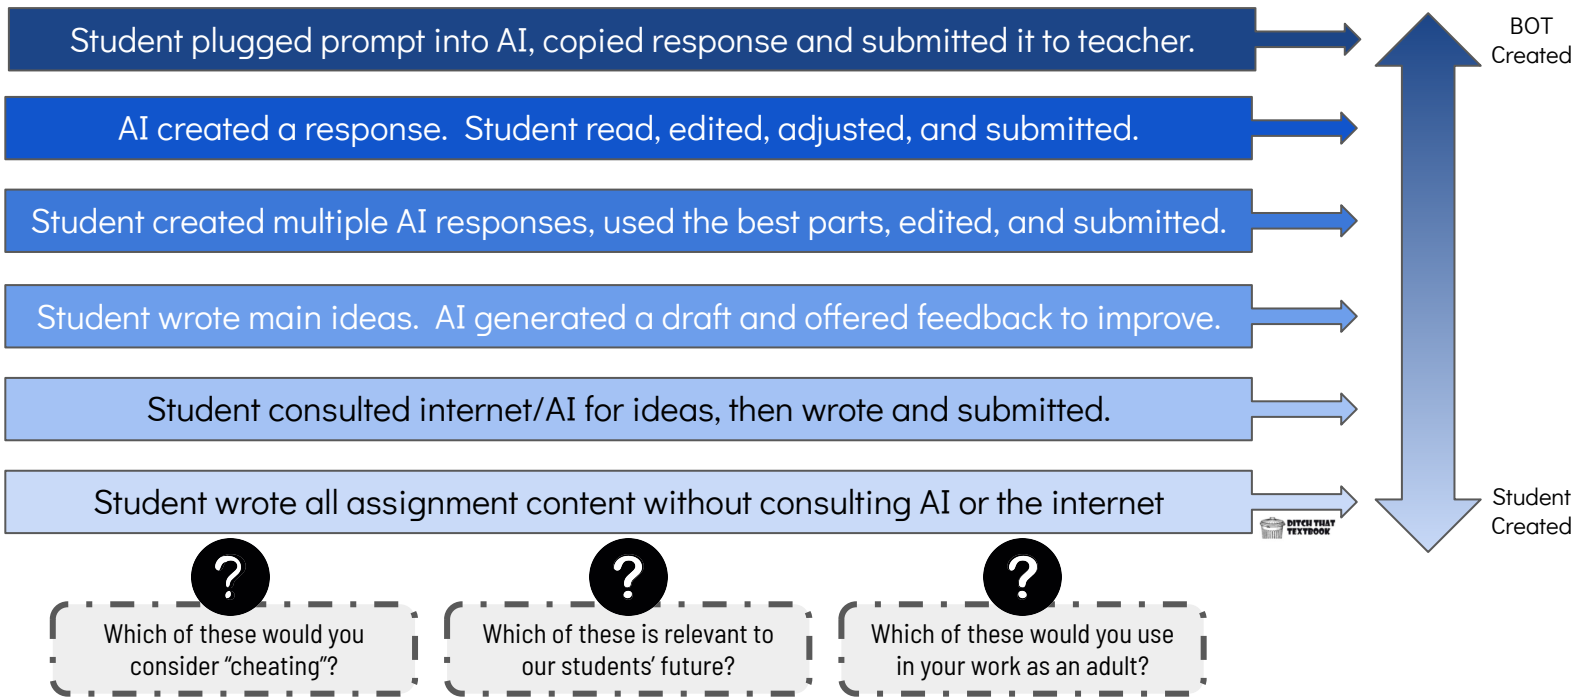 Student plugged prompt into AI, copied response and submitted it to teacher.
BOT
Created
AI created a response.  Student read, edited, adjusted, and submitted.
Student created multiple AI responses, used the best parts, edited, and submitted.
Student wrote main ideas.  AI generated a draft and offered feedback to improve.
Student consulted internet/AI for ideas, then wrote and submitted.
Student wrote all assignment content without consulting AI or the internet
Student
Created
DITCH THAT
TEXTBOOK
?
?
?
Which of these would you
consider “cheating”?
Which of these is relevant to
our students’ future?
Which of these would you use
in your work as an adult?